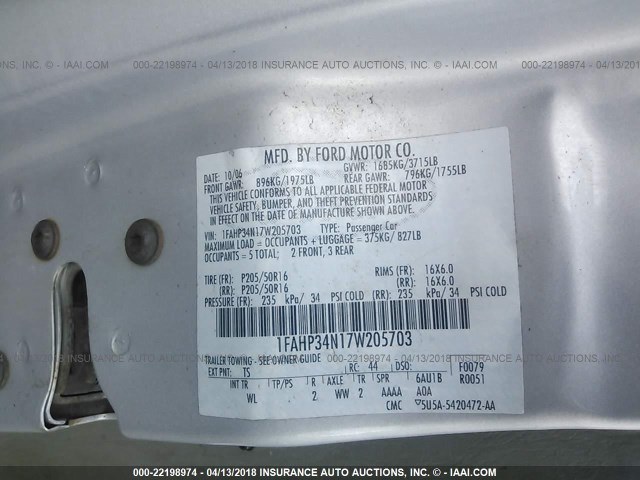 000-22198974 - 04/13/2018 INSURANCE AUTO AUCTIONS, INC. - IAAI.COM
MFD. BY FORD MOTOR CO.
DATE: 10/06 GVWR: 1685KG/3715LB
FRONT GAWR: 896KG/1975LB REAR GAWR: 796KG/1755LB
THIS VEHICLE CONFORMS TO ALL APPLICABLE FEDERAL MOTOR
VEHICLE SAFETY, BUMPER, AND THEFT PREVENTION STANDARDS
IN EFFECT ON THE DATE OF MANUFACTURE SHOWN ABOVE.
VIN: 1FAHP34N17W205703 TYPE: Passenger Car
MAXIMUM LOAD = OCCUPANTS + LUGGAGE = 375KG/ 827LB
OCCUPANTS = 5 TOTAL; 2 FRONT, 3 REAR
TIRE (FR): P205/50R16 RIMS (FR): 16X6.0
(RR): P205/50R16 (RR): 16X6.0
PRESSURE (FR): 235 kPa/ 34 PSI COLD (RR): 235 kPa/ 34 PSI COLD
1FAHP34N17W205703
TRAILER TOWING - SEE OWNER GUIDE
EXT PNT: TS RC: 44 DSO: F0079
INT TR TP/PS R AXLE TR SPR 6AU1B R0051
WL 2 WW 2 AAAA A0A
CMC ▽5U5A-5420472-AA
000-22198974 - 04/13/2018 INSURANCE AUTO AUCTIONS, INC. - IAAI.COM